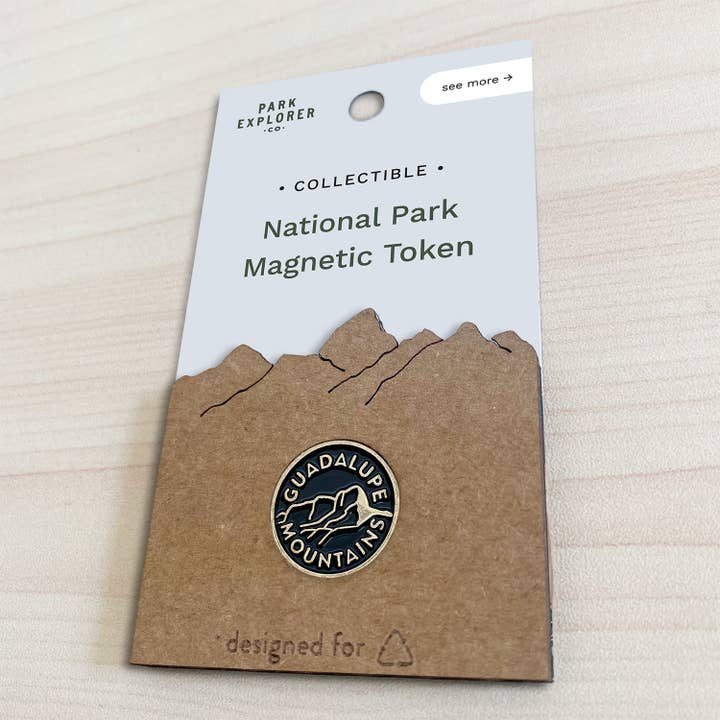 PARK
EXPLORER
·CO·
see more →
• COLLECTIBLE •
National Park
Magnetic Token
GUADALUPE
MOUNTAINS
designed for